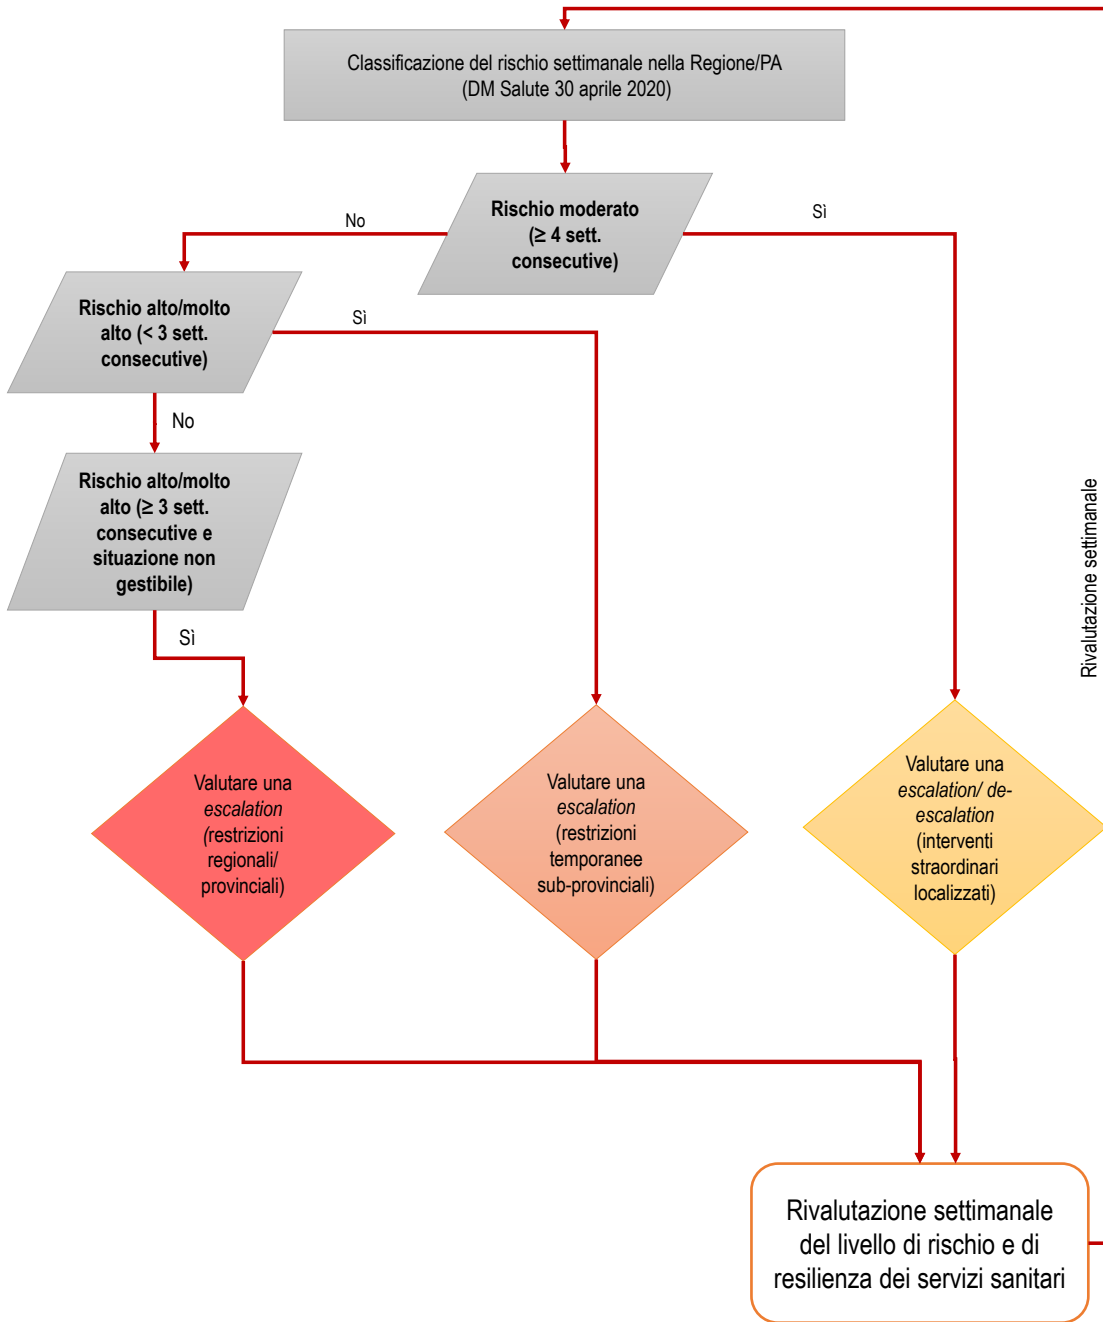 Classificazione del rischio settimanale nella Regione/PA
(DM Salute 30 aprile 2020)
Rischio moderato
(≥ 4 sett.
consecutive)
No
Sì
Rischio alto/molto
alto (< 3 sett.
consecutive)
Sì
No
Rischio alto/molto
alto (≥ 3 sett.
consecutive e
situazione non
gestibile)
Sì
Rivalutazione settimanale
Valutare una
escalation
(restrizioni
regionali/
provinciali)
Valutare una
escalation
(restrizioni
temporanee
sub-provinciali)
Valutare una
escalation/ de-
escalation
(interventi
straordinari
localizzati)
Rivalutazione settimanale
del livello di rischio e di
resilienza dei servizi sanitari